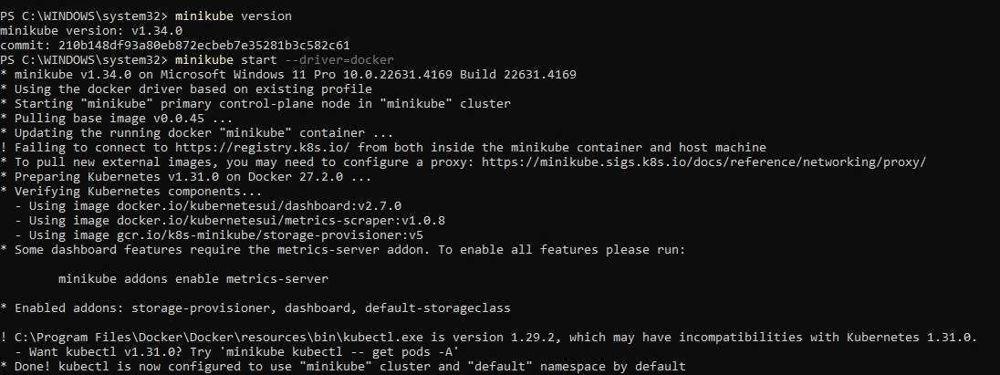 PS C:\WINDOWS\system32> minikube version
minikube version: v1.34.0
commit: 210b148df93a80eb872ecbeb7e35281b3c582c61
PS C:\WINDOWS\system32> minikube start --driver=docker
* minikube v1.34.0 on Microsoft Windows 11 Pro 10.0.22631.4169 Build 22631.4169
* Using the docker driver based on existing profile
* Starting "minikube" primary control-plane node in "minikube" cluster
* Pulling base image v0.0.45 ...
* Updating the running docker "minikube" container ...
! Failing to connect to https://registry.k8s.io/ from both inside the minikube container and host machine
* To pull new external images, you may need to configure a proxy: https://minikube.sigs.k8s.io/docs/reference/networking/proxy/
* Preparing Kubernetes v1.31.0 on Docker 27.2.0 ...
* Verifying Kubernetes components...
  - Using image docker.io/kubernetesui/dashboard:v2.7.0
  - Using image docker.io/kubernetesui/metrics-scraper:v1.0.8
  - Using image gcr.io/k8s-minikube/storage-provisioner:v5
* Some dashboard features require the metrics-server addon. To enable all features please run:
        minikube addons enable metrics-server
* Enabled addons: storage-provisioner, dashboard, default-storageclass
! C:\Program Files\Docker\Docker\resources\bin\kubectl.exe is version 1.29.2, which may have incompatibilities with Kubernetes 1.31.0.
  - Want kubectl v1.31.0? Try 'minikube kubectl -- get pods -A'
* Done! kubectl is now configured to use "minikube" cluster and "default" namespace by default